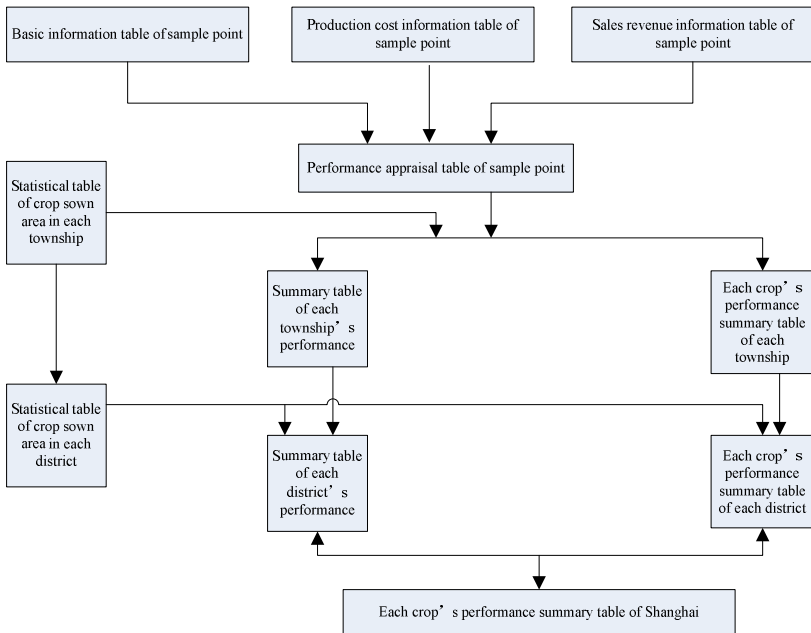 Basic information table of sample point
Production cost information table of
sample point
Sales revenue information table of
sample point
Performance appraisal table of sample point
Statistical table
of crop sown
area in each
township
Summary table
of each
township’s
performance
Each crop’s
performance
summary table
of each
township
Statistical table
of crop sown
area in each
district
Summary table
of each
district’s
performance
Each crop’s
performance
summary table
of each district
Each crop’s performance summary table of Shanghai